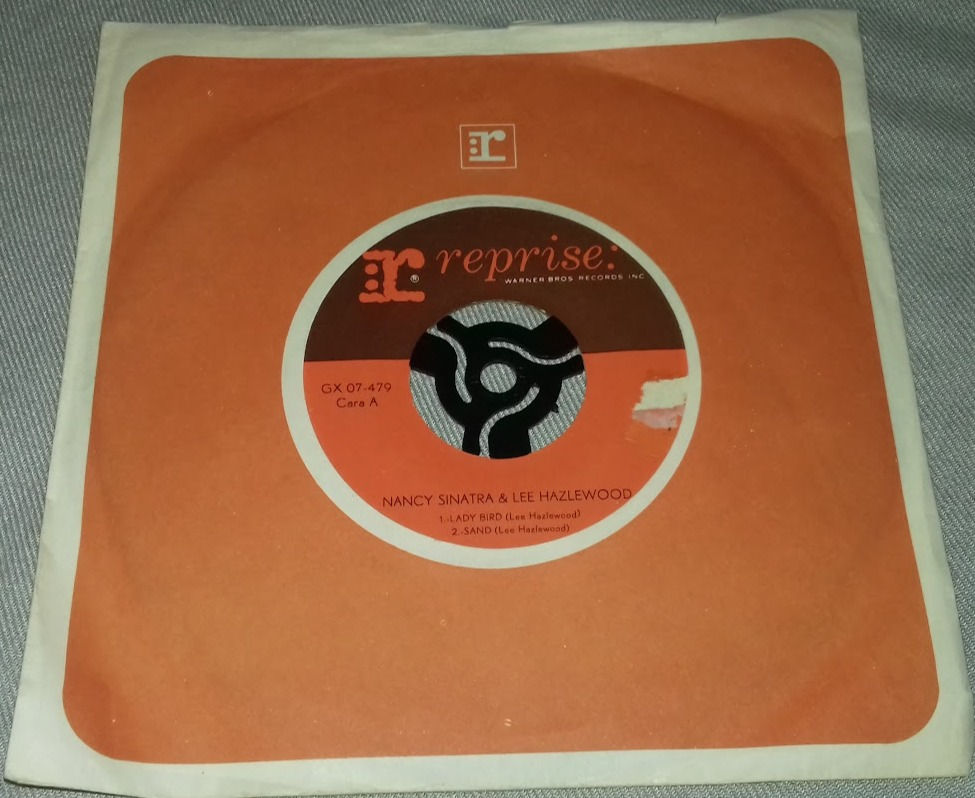 r
r® reprise:
WARNER BROS RECORDS INC
GX 07-479
Cara A
NANCY SINATRA & LEE HAZLEWOOD
1.-LADY BIRD (Lee Hazlewood)
2.-SAND (Lee Hazlewood)